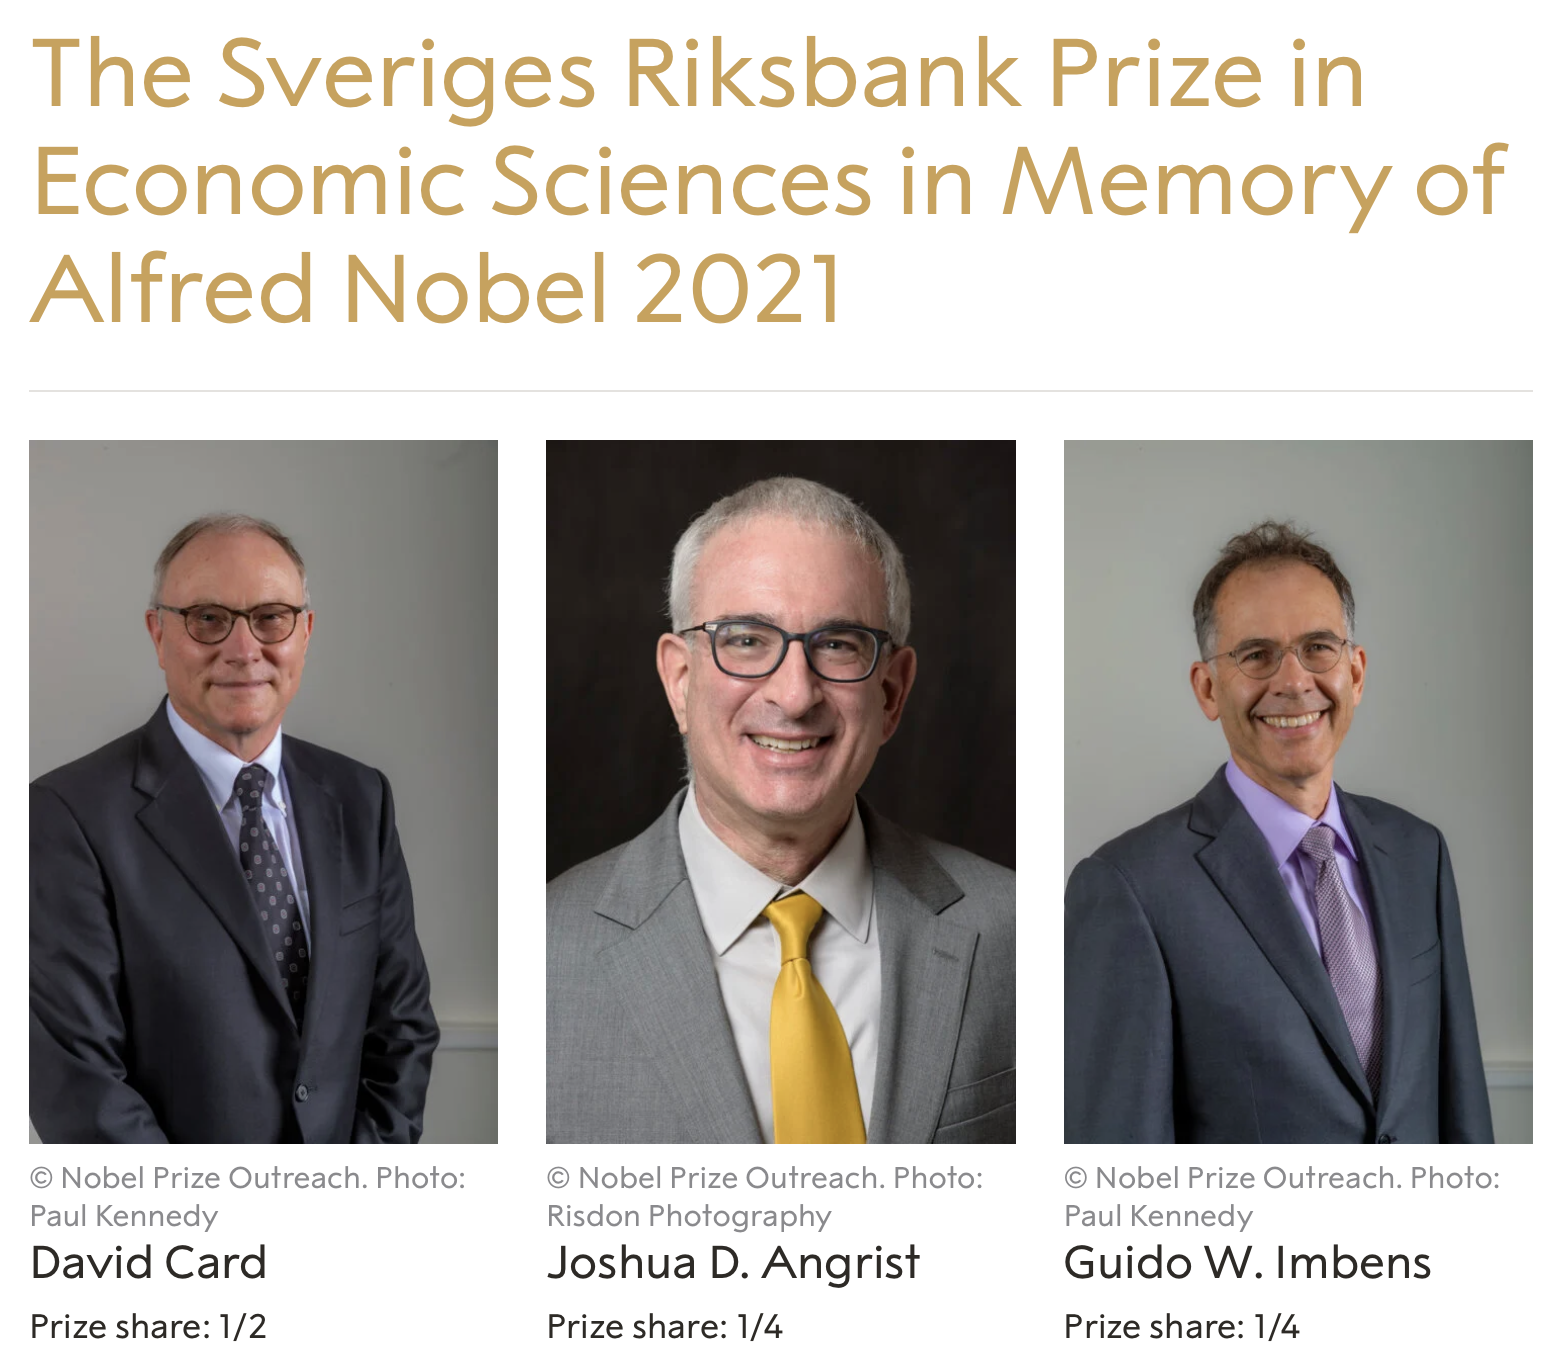 The Sveriges Riksbank Prize in
Economic Sciences in Memory of
Alfred Nobel 2021
© Nobel Prize Outreach. Photo:
Paul Kennedy
David Card
Prize share: 1/2
© Nobel Prize Outreach. Photo:
Risdon Photography
Joshua D. Angrist
Prize share: 1/4
© Nobel Prize Outreach. Photo:
Paul Kennedy
Guido W. Imbens
Prize share: 1/4